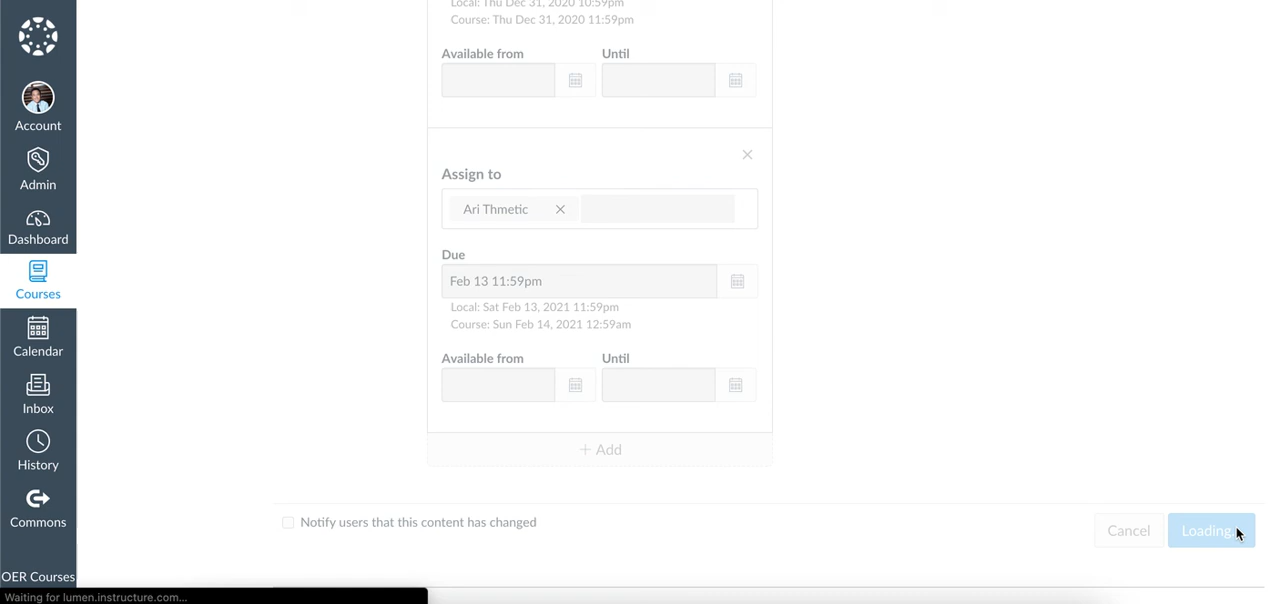 Local: Thu Dec 31, 2020 10:59pm
Course: Thu Dec 31, 2020 11:59pm
Available from
Until
Assign to
Ari Thmetic
Due
Feb 13 11:59pm
Local: Sat Feb 13, 2021 11:59pm
Course: Sun Feb 14, 2021 12:59am
Available from
Until
+ Add
Notify users that this content has changed
Cancel
Loading
Account
Admin
Dashboard
Courses
Calendar
Inbox
History
Commons
OER Courses
Waiting for lumen.instructure.com...